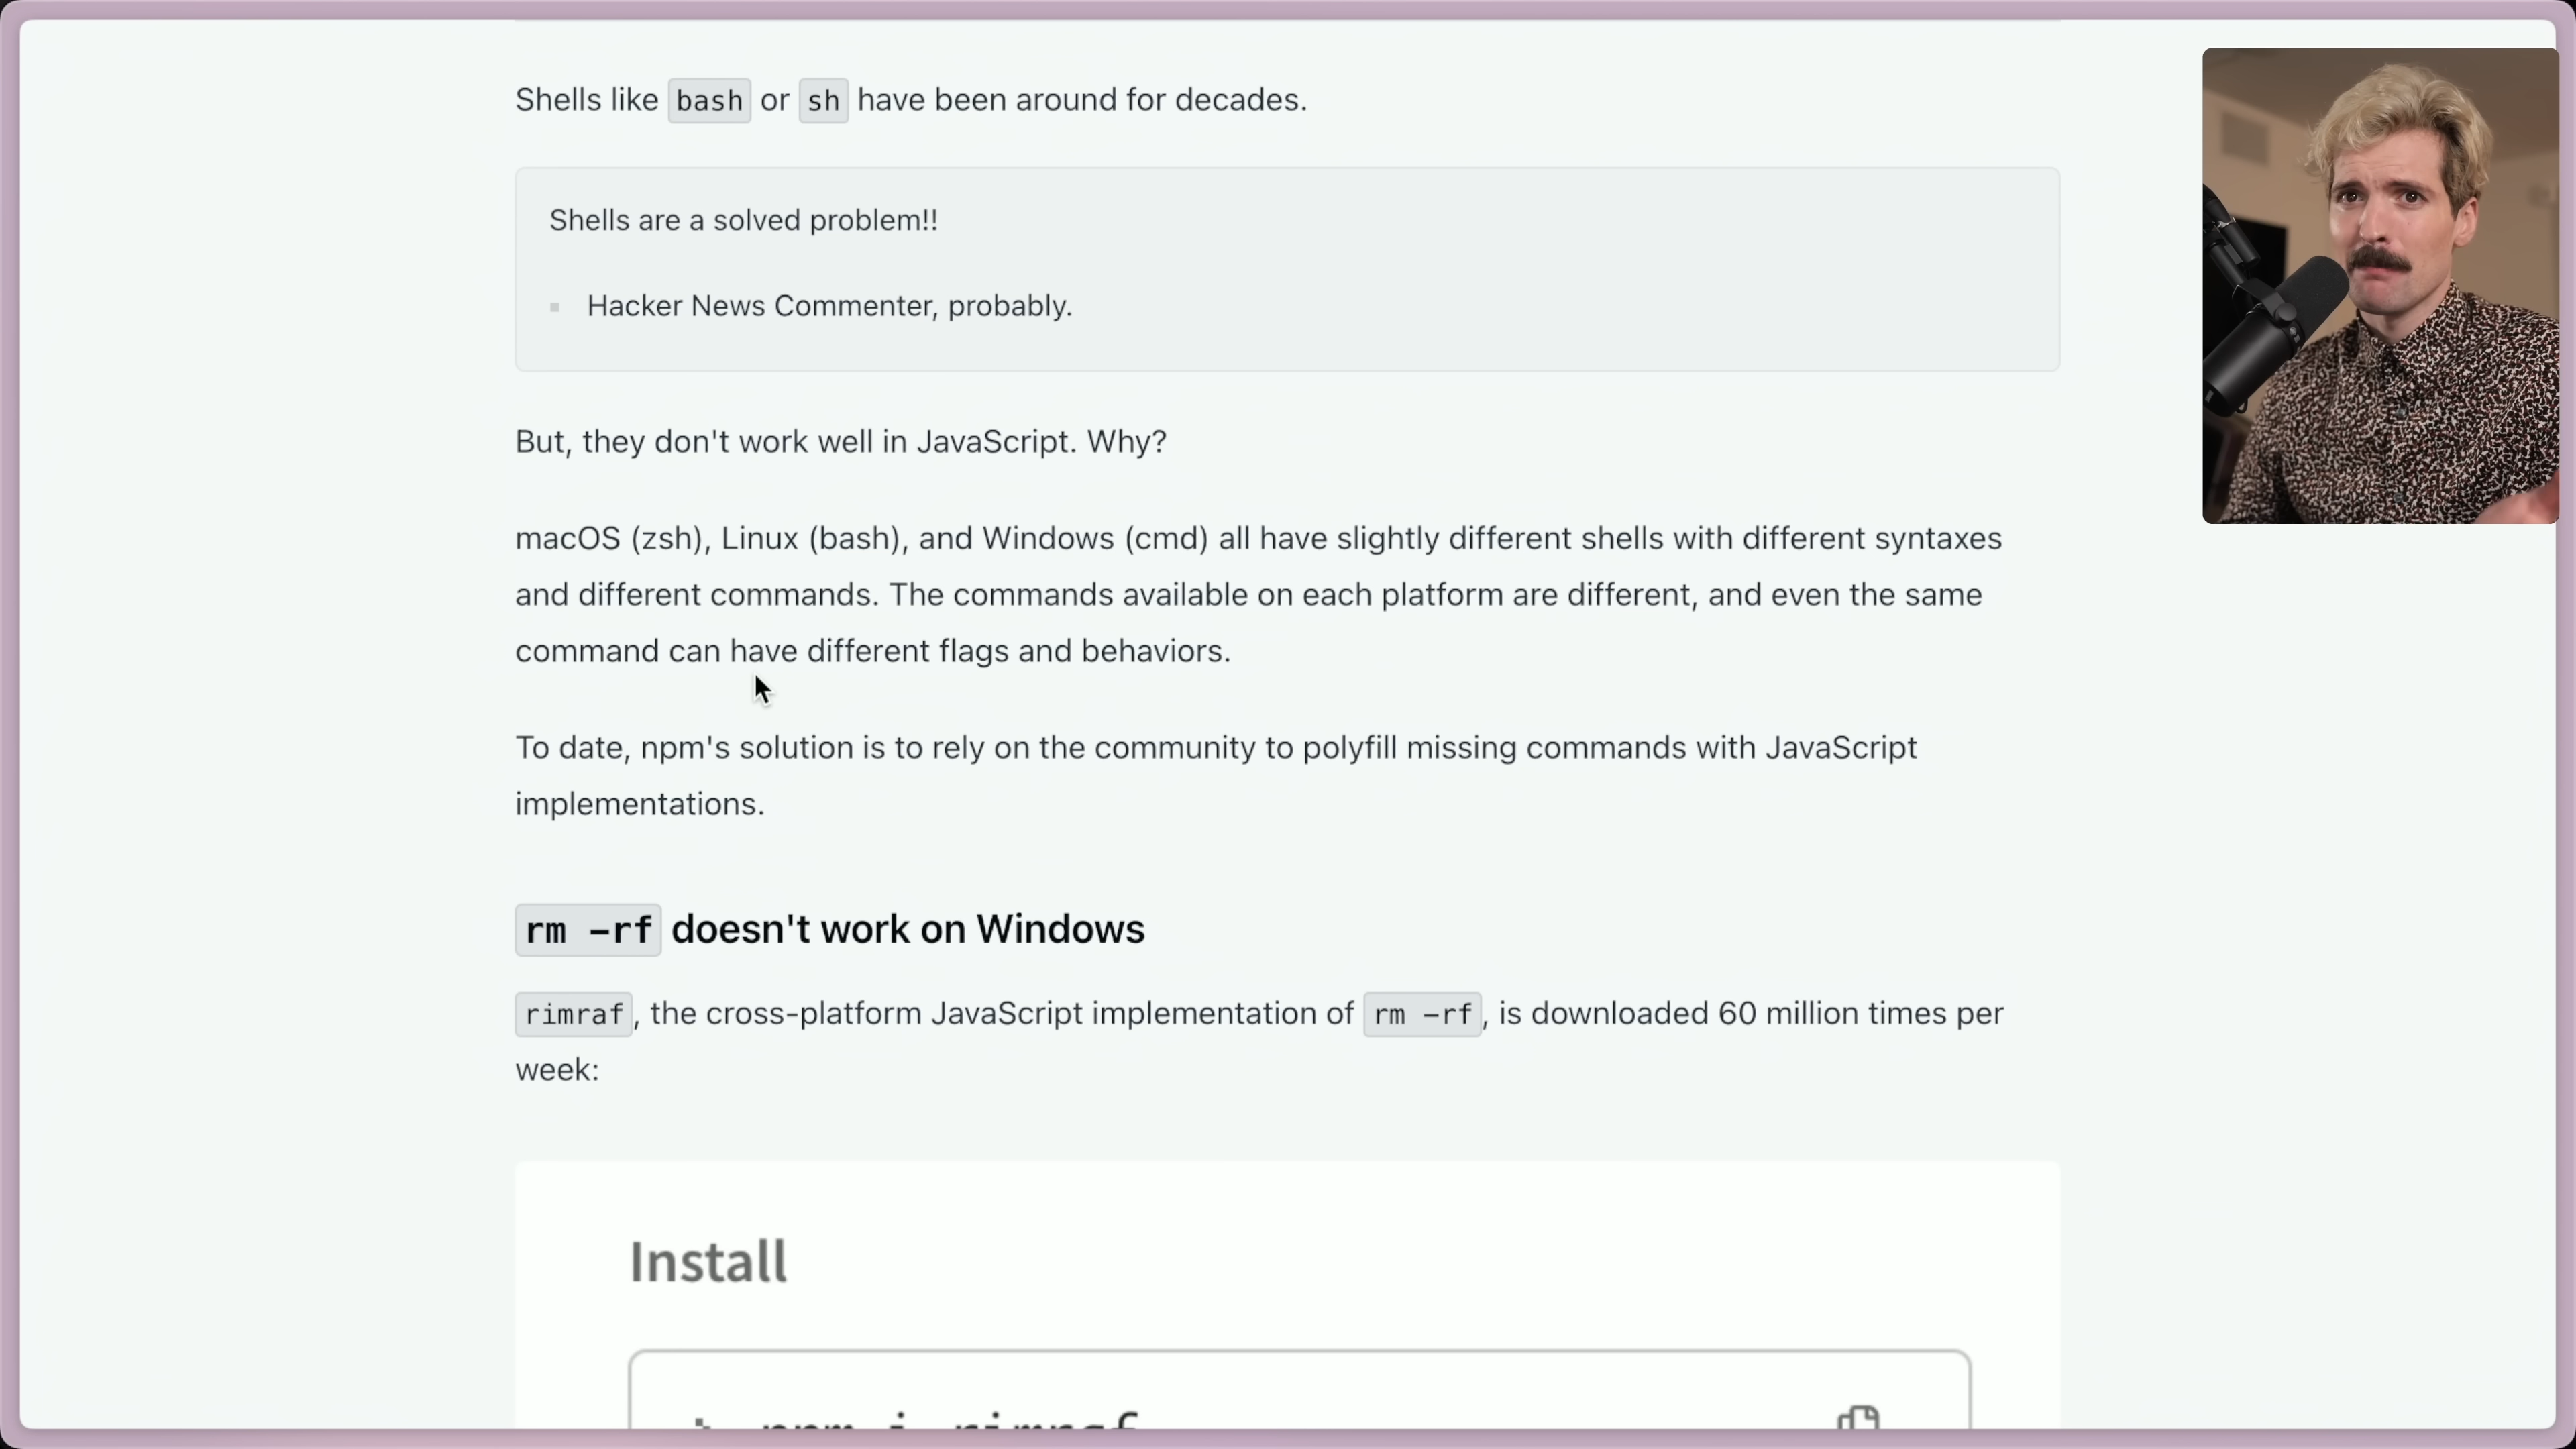 Shells like bash or sh have been around for decades.
Shells are a solved problem!!
Hacker News Commenter, probably.
But, they don't work well in JavaScript. Why?
macOS (zsh), Linux (bash), and Windows (cmd) all have slightly different shells with different syntaxes
and different commands. The commands available on each platform are different, and even the same
command can have different flags and behaviors.
To date, npm's solution is to rely on the community to polyfill missing commands with JavaScript
implementations.
rm -rf doesn't work on Windows
rimraf, the cross-platform JavaScript implementation of rm -rf, is downloaded 60 million times per
week:
Install
npm i rimraf